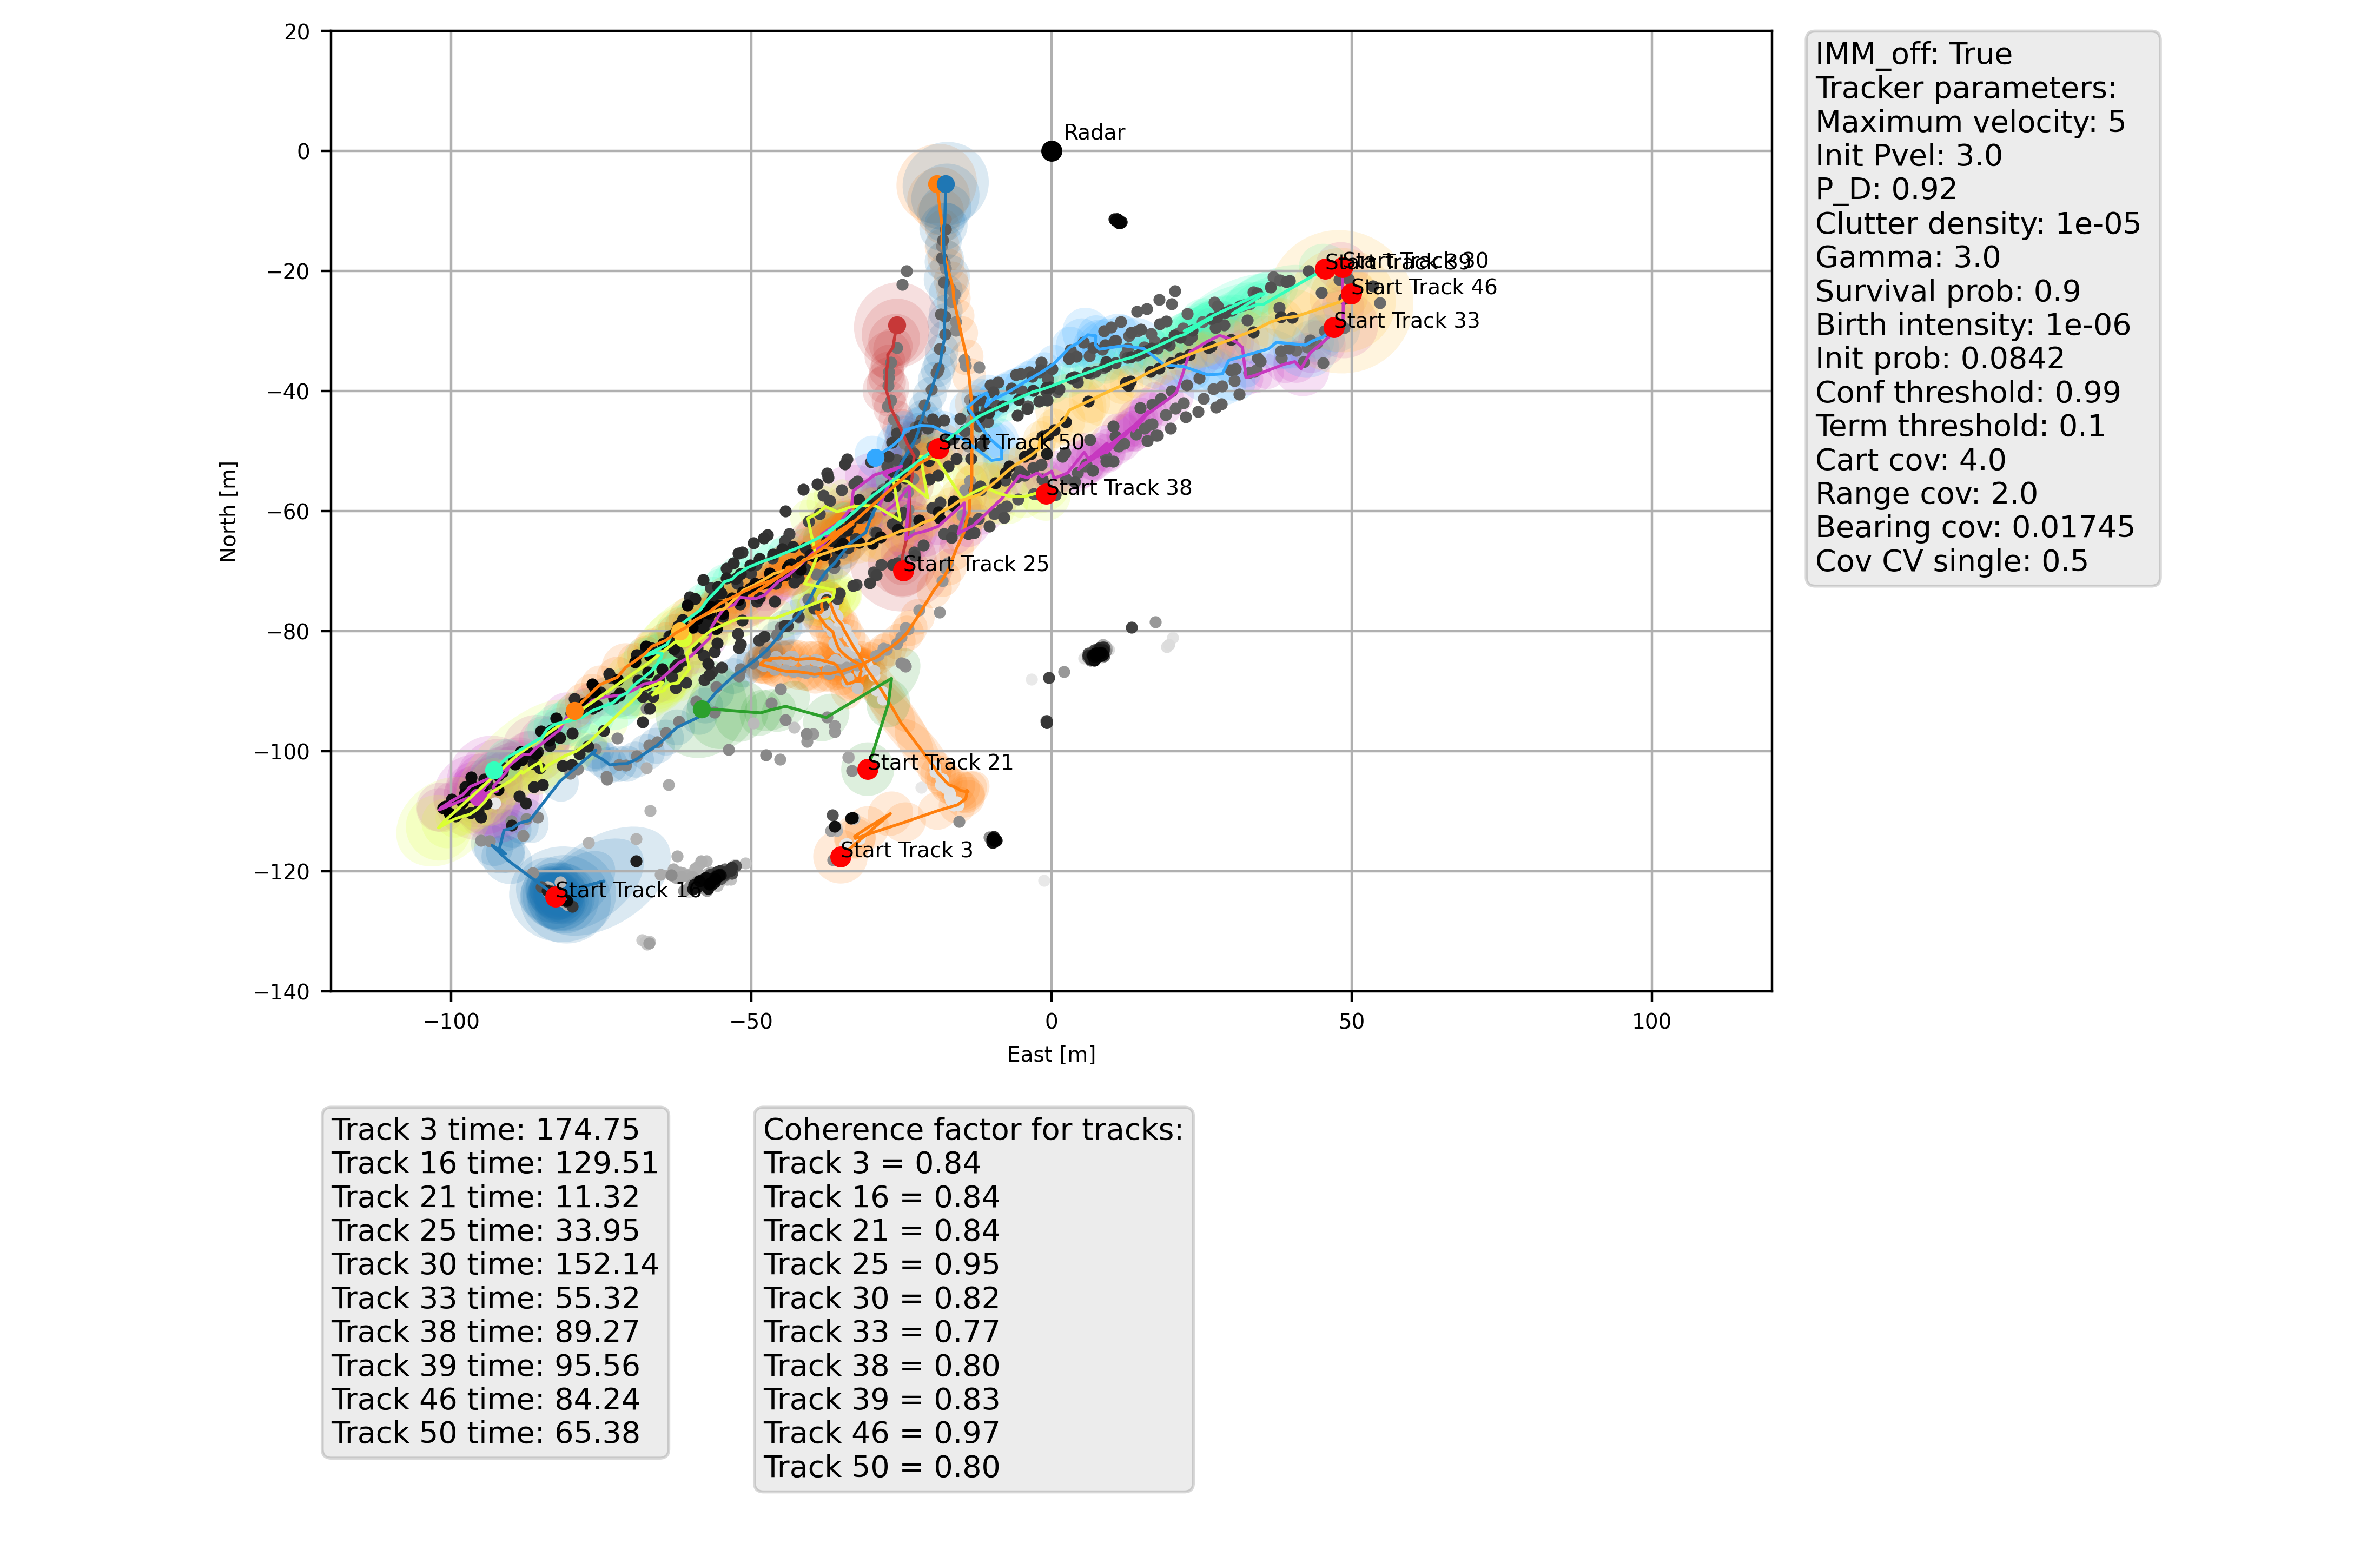 20
0
−20
−40
−60
−80
−100
−120
−140
North [m]
−100
−50
0
50
100
East [m]
Radar
Start Track 30
Start Track 39
Start Track 46
Start Track 33
Start Track 50
Start Track 38
Start Track 25
Start Track 21
Start Track 3
Start Track 16
IMM_off: True
Tracker parameters:
Maximum velocity: 5
Init Pvel: 3.0
P_D: 0.92
Clutter density: 1e-05
Gamma: 3.0
Survival prob: 0.9
Birth intensity: 1e-06
Init prob: 0.0842
Conf threshold: 0.99
Term threshold: 0.1
Cart cov: 4.0
Range cov: 2.0
Bearing cov: 0.01745
Cov CV single: 0.5
Track 3 time: 174.75
Track 16 time: 129.51
Track 21 time: 11.32
Track 25 time: 33.95
Track 30 time: 152.14
Track 33 time: 55.32
Track 38 time: 89.27
Track 39 time: 95.56
Track 46 time: 84.24
Track 50 time: 65.38
Coherence factor for tracks:
Track 3 = 0.84
Track 16 = 0.84
Track 21 = 0.84
Track 25 = 0.95
Track 30 = 0.82
Track 33 = 0.77
Track 38 = 0.80
Track 39 = 0.83
Track 46 = 0.97
Track 50 = 0.80